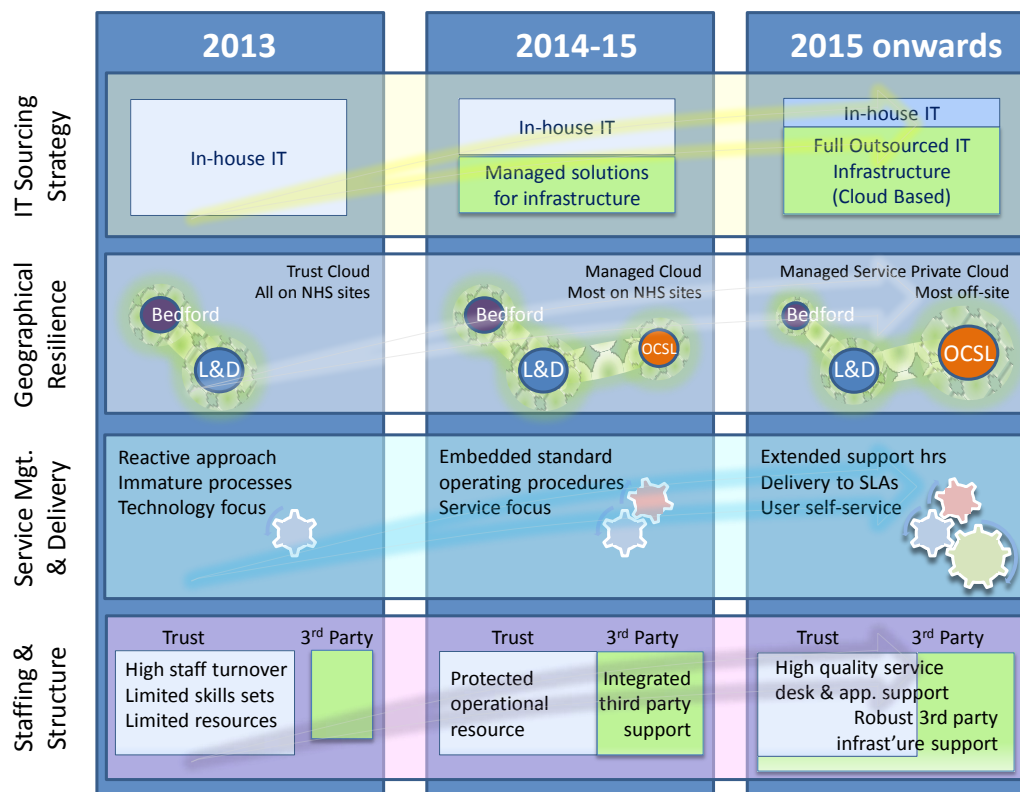 2013
2014-15
2015 onwards
IT Sourcing
Strategy
In-house IT
In-house IT
Managed solutions
for infrastructure
In-house IT
Full Outsourced IT
Infrastructure
(Cloud Based)
Geographical
Resilience
Trust Cloud
All on NHS sites
Bedford
L&D
Managed Cloud
Most on NHS sites
Bedford
L&D
OCSL
Managed Service Private Cloud
Most off-site
Bedford
L&D
OCSL
Service Mgt.
& Delivery
Reactive approach
Immature processes
Technology focus
Embedded standard
operating procedures
Service focus
Extended support hrs
Delivery to SLAs
User self-service
Staffing &
Structure
Trust
3rd Party
High staff turnover
Limited skills sets
Limited resources
Trust
3rd Party
Protected
operational
resource
Integrated
third party
support
Trust
3rd Party
High quality service
desk & app. support
Robust 3rd party
infrast'ure support